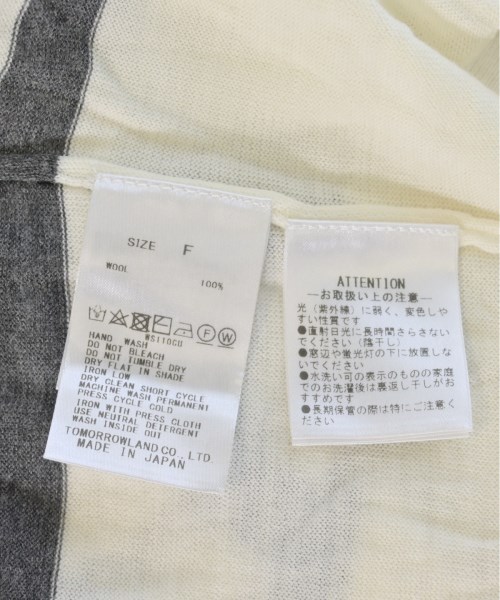 SIZE F
WOOL
100%
W5110CU
HAND WASH
DO NOT BLEACH
DO NOT TUMBLE DRY
DRY FLAT IN SHADE
IRON LOW
DRY CLEAN SHORT CYCLE
MACHINE WASH PERMANENT
PRESS CYCLE COLD
IRON WITH PRESS CLOTH
USE NEUTRAL DETERGENT
WASH INSIDE OUT
TOMORROWLAND CO., LTD.
MADE IN JAPAN
ATTENTION
―お取扱い上の注意―
光(紫外線)に弱く、変色しや
すい性質です
●直射日光に長時間さらさない
でください(陰干し)
●窓辺や蛍光灯の下に放置しな
いでください
●水洗い可の表示のものの家庭
でのお洗濯後は裏返し干しがお
すすめです
●長期保管の際は特にご注意く
ださい